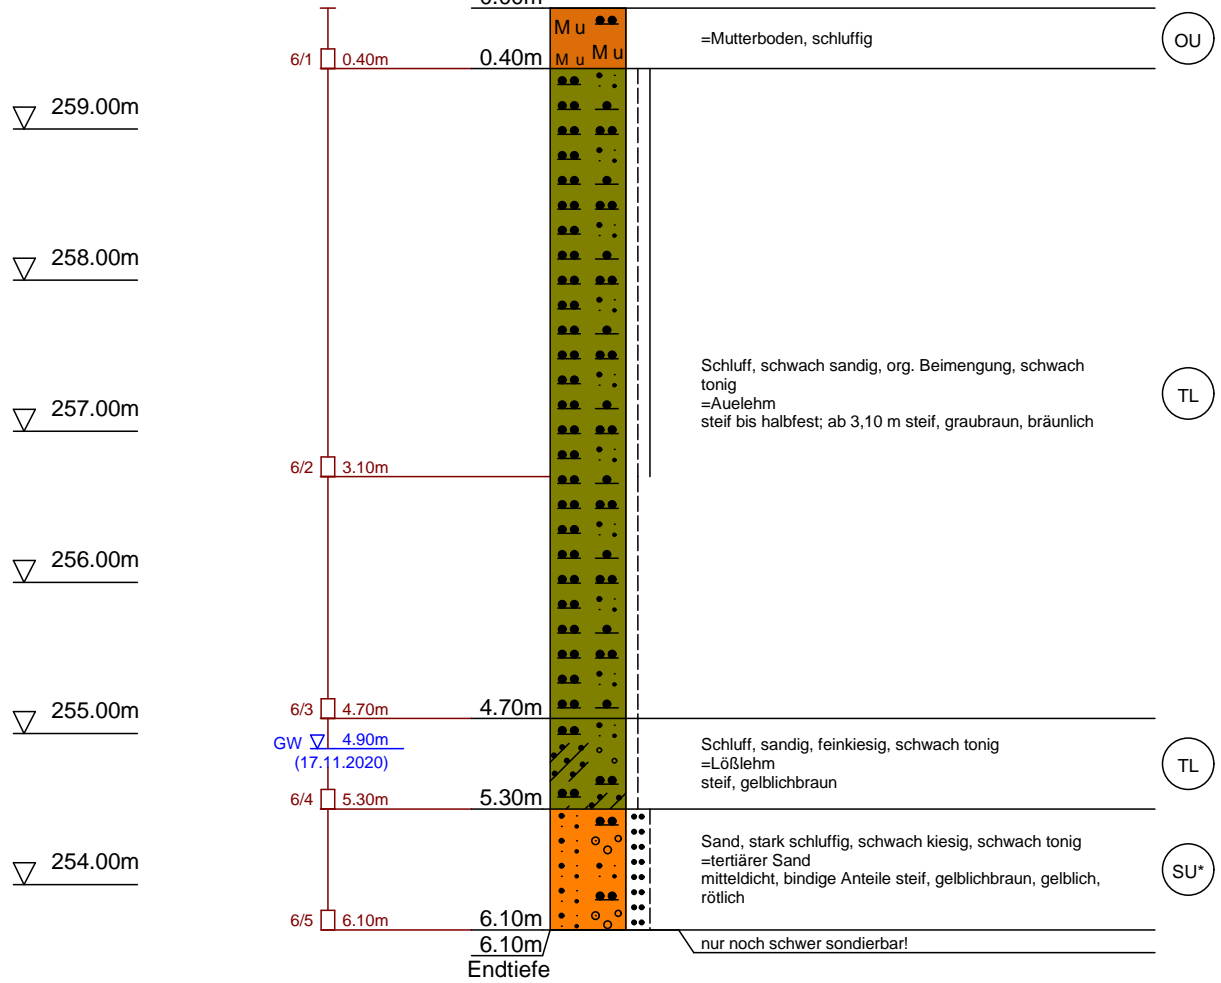 0.00m
Mu
Mu
Mu
=Mutterboden, schluffig
OU
6/1 0.40m
0.40m
259.00m
258.00m
Schluff, schwach sandig, org. Beimengung, schwach
tonig
=Auelehm
steif bis halbfest; ab 3,10 m steif, graubraun, bräunlich
TL
257.00m
6/2 3.10m
256.00m
255.00m
6/3 4.70m
4.70m
GW 4.90m
(17.11.2020)
Schluff, sandig, feinkiesig, schwach tonig
=Lößlehm
steif, gelblichbraun
TL
6/4 5.30m
5.30m
Sand, stark schluffig, schwach kiesig, schwach tonig
=tertiärer Sand
mitteldicht, bindige Anteile steif, gelblichbraun, gelblich,
rötlich
SU*
254.00m
6/5 6.10m
6.10m
6.10m
Endtiefe
nur noch schwer sondierbar!